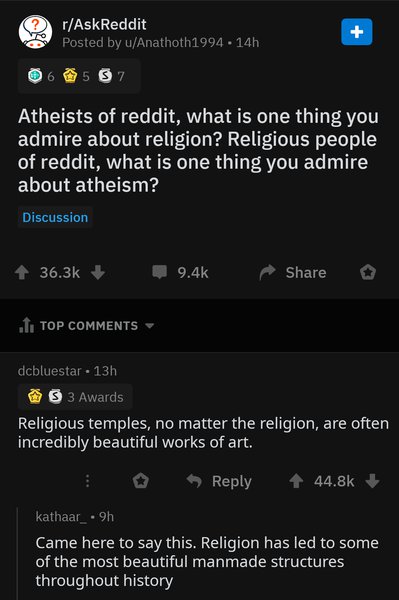 r/AskReddit
Posted by u/Anathoth1994 • 14h
6 5 7
Atheists of reddit, what is one thing you
admire about religion? Religious people
of reddit, what is one thing you admire
about atheism?
Discussion
36.3k 9.4k Share
TOP COMMENTS
dcbluestar • 13h
S 3 Awards
Religious temples, no matter the religion, are often
incredibly beautiful works of art.
Reply 44.8k
kathaar_ • 9h
Came here to say this. Religion has led to some
of the most beautiful manmade structures
throughout history